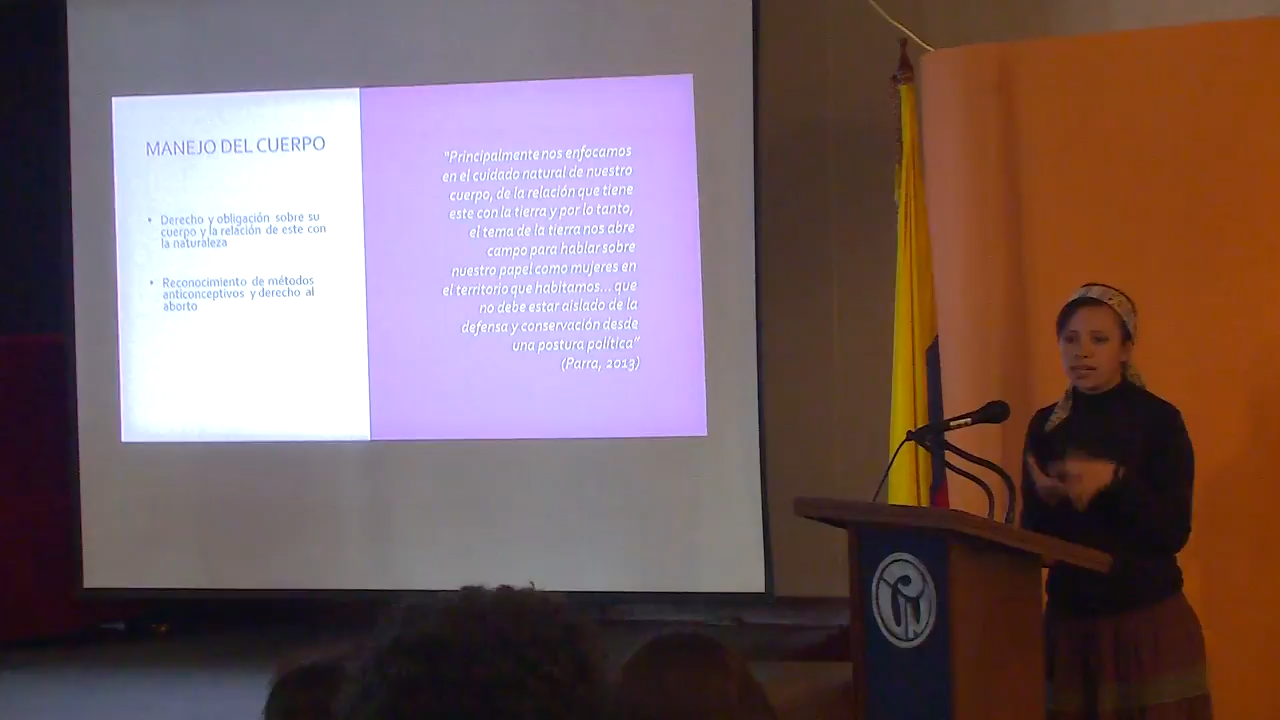 MANEJO DEL CUERPO
• Derecho y obligación sobre su
cuerpo y la relación de este con
la naturaleza
• Reconocimiento de métodos
anticonceptivos y derecho al
aborto
"Principalmente nos enfocamos
en el cuidado natural de nuestro
cuerpo, de la relación que tiene
este con la tierra y por lo tanto,
el tema de la tierra nos abre
campo para hablar sobre
nuestro papel como mujeres en
el territorio que habitamos... que
no debe estar aislado de la
defensa y conservación desde
una postura política"
(Parra, 2013)